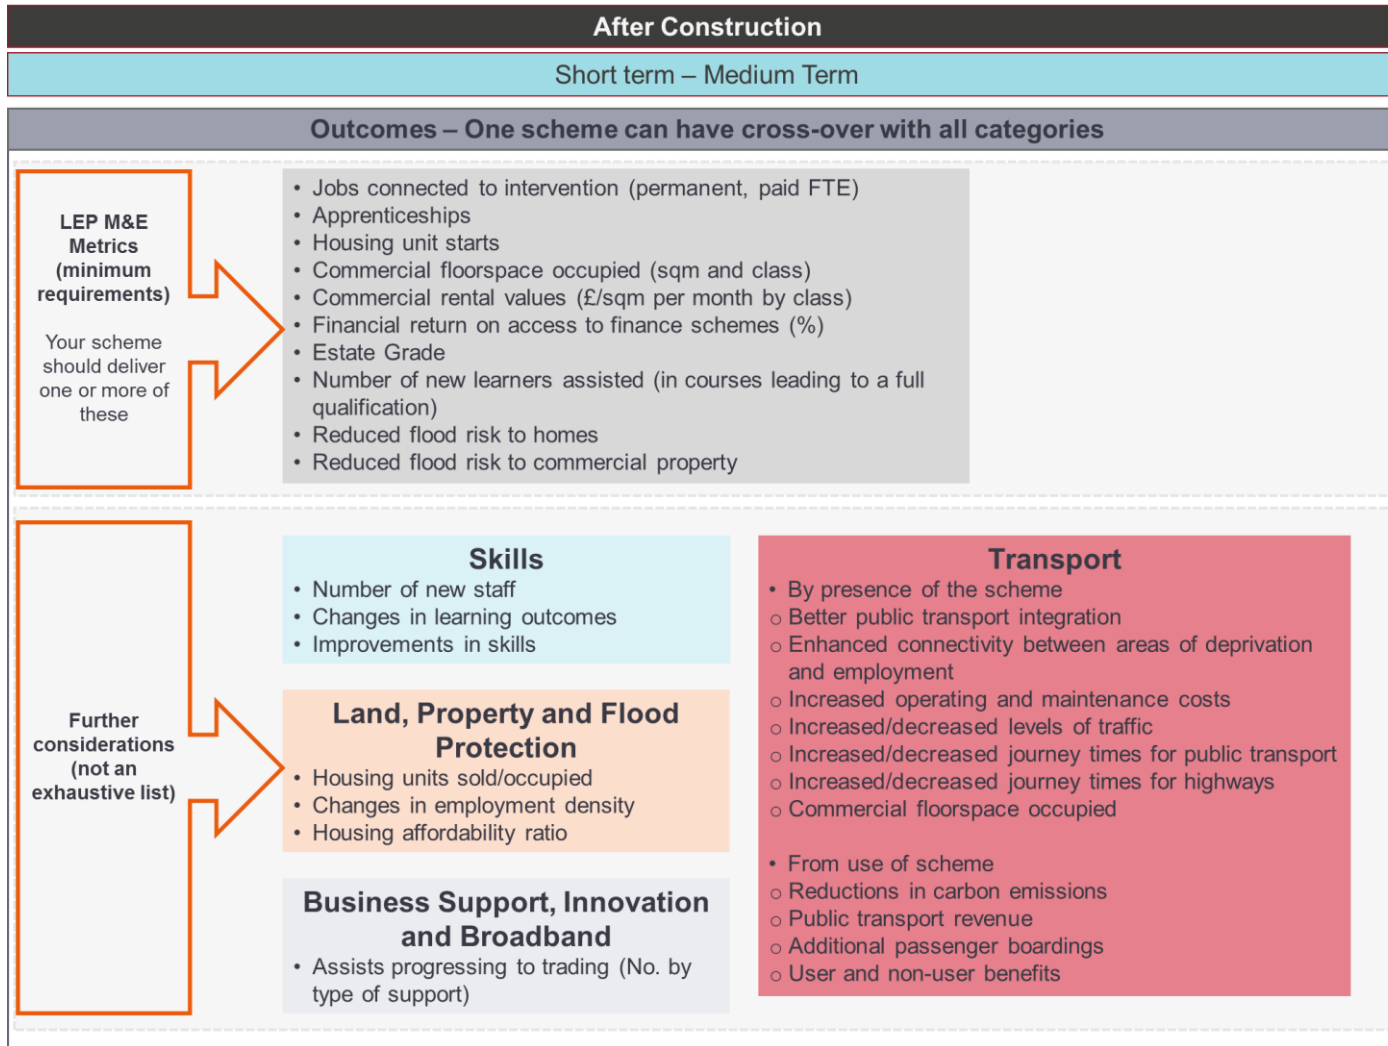 After Construction
Short term – Medium Term
Outcomes – One scheme can have cross-over with all categories
LEP M&E
Metrics
(minimum
requirements)
Your scheme
should deliver
one or more of
these
• Jobs connected to intervention (permanent, paid FTE)
• Apprenticeships
• Housing unit starts
• Commercial floorspace occupied (sqm and class)
• Commercial rental values (£/sqm per month by class)
• Financial return on access to finance schemes (%)
• Estate Grade
• Number of new learners assisted (in courses leading to a full
qualification)
• Reduced flood risk to homes
• Reduced flood risk to commercial property
Further
considerations
(not an
exhaustive list)
Skills
• Number of new staff
• Changes in learning outcomes
• Improvements in skills
Land, Property and Flood
Protection
• Housing units sold/occupied
• Changes in employment density
• Housing affordability ratio
Business Support, Innovation
and Broadband
• Assists progressing to trading (No. by
type of support)
Transport
• By presence of the scheme
o Better public transport integration
o Enhanced connectivity between areas of deprivation
and employment
o Increased operating and maintenance costs
o Increased/decreased levels of traffic
o Increased/decreased journey times for public transport
o Increased/decreased journey times for highways
o Commercial floorspace occupied
• From use of scheme
o Reductions in carbon emissions
o Public transport revenue
o Additional passenger boardings
o User and non-user benefits